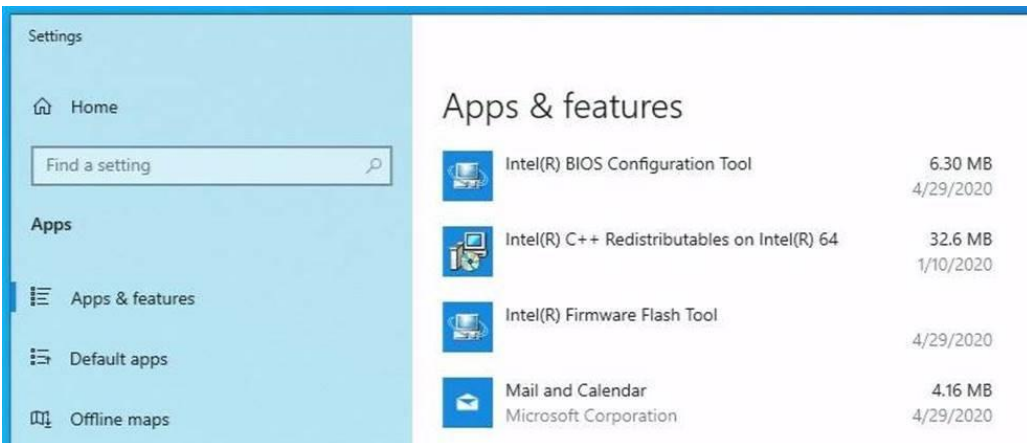 Settings
Home
Find a setting
Apps
Apps & features
Default apps
Offline maps
Apps & features
Intel(R) BIOS Configuration Tool 6.30 MB
4/29/2020
Intel(R) C++ Redistributables on Intel(R) 64 32.6 MB
1/10/2020
Intel(R) Firmware Flash Tool
4/29/2020
Mail and Calendar 4.16 MB
Microsoft Corporation 4/29/2020